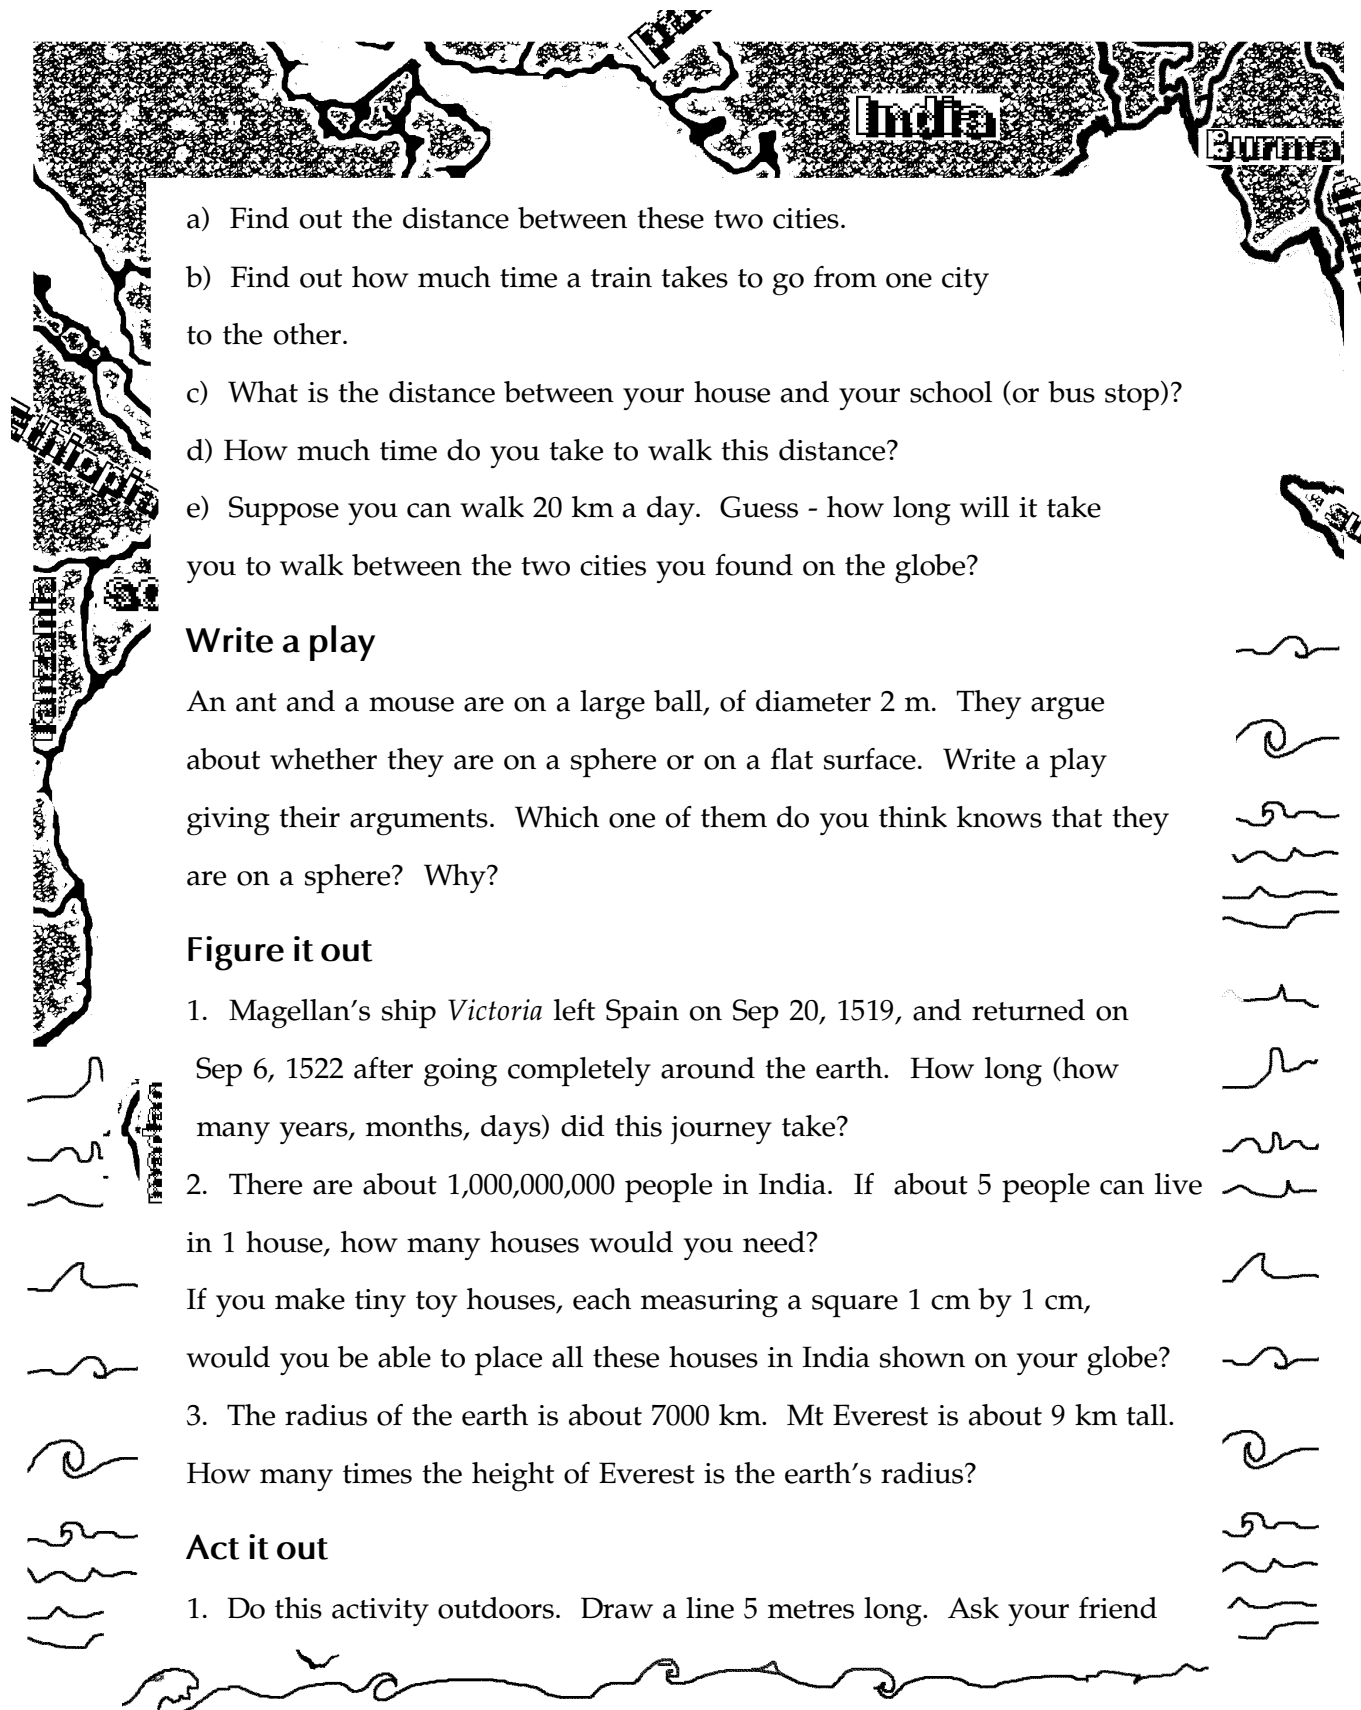 India
Burma
a) Find out the distance between these two cities.
b) Find out how much time a train takes to go from one city
to the other.
c) What is the distance between your house and your school (or bus stop)?
d) How much time do you take to walk this distance?
e) Suppose you can walk 20 km a day. Guess - how long will it take
you to walk between the two cities you found on the globe?
Tanzania
Write a play
An ant and a mouse are on a large ball, of diameter 2 m. They argue
about whether they are on a sphere or on a flat surface. Write a play
giving their arguments. Which one of them do you think knows that they
are on a sphere? Why?
Figure it out
1. Magellan's ship Victoria left Spain on Sep 20, 1519, and returned on
Sep 6, 1522 after going completely around the earth. How long (how
many years, months, days) did this journey take?
2. There are about 1,000,000,000 people in India. If about 5 people can live
in 1 house, how many houses would you need?
If you make tiny toy houses, each measuring a square 1 cm by 1 cm,
would you be able to place all these houses in India shown on your globe?
3. The radius of the earth is about 7000 km. Mt Everest is about 9 km tall.
How many times the height of Everest is the earth's radius?
Act it out
1. Do this activity outdoors. Draw a line 5 metres long. Ask your friend